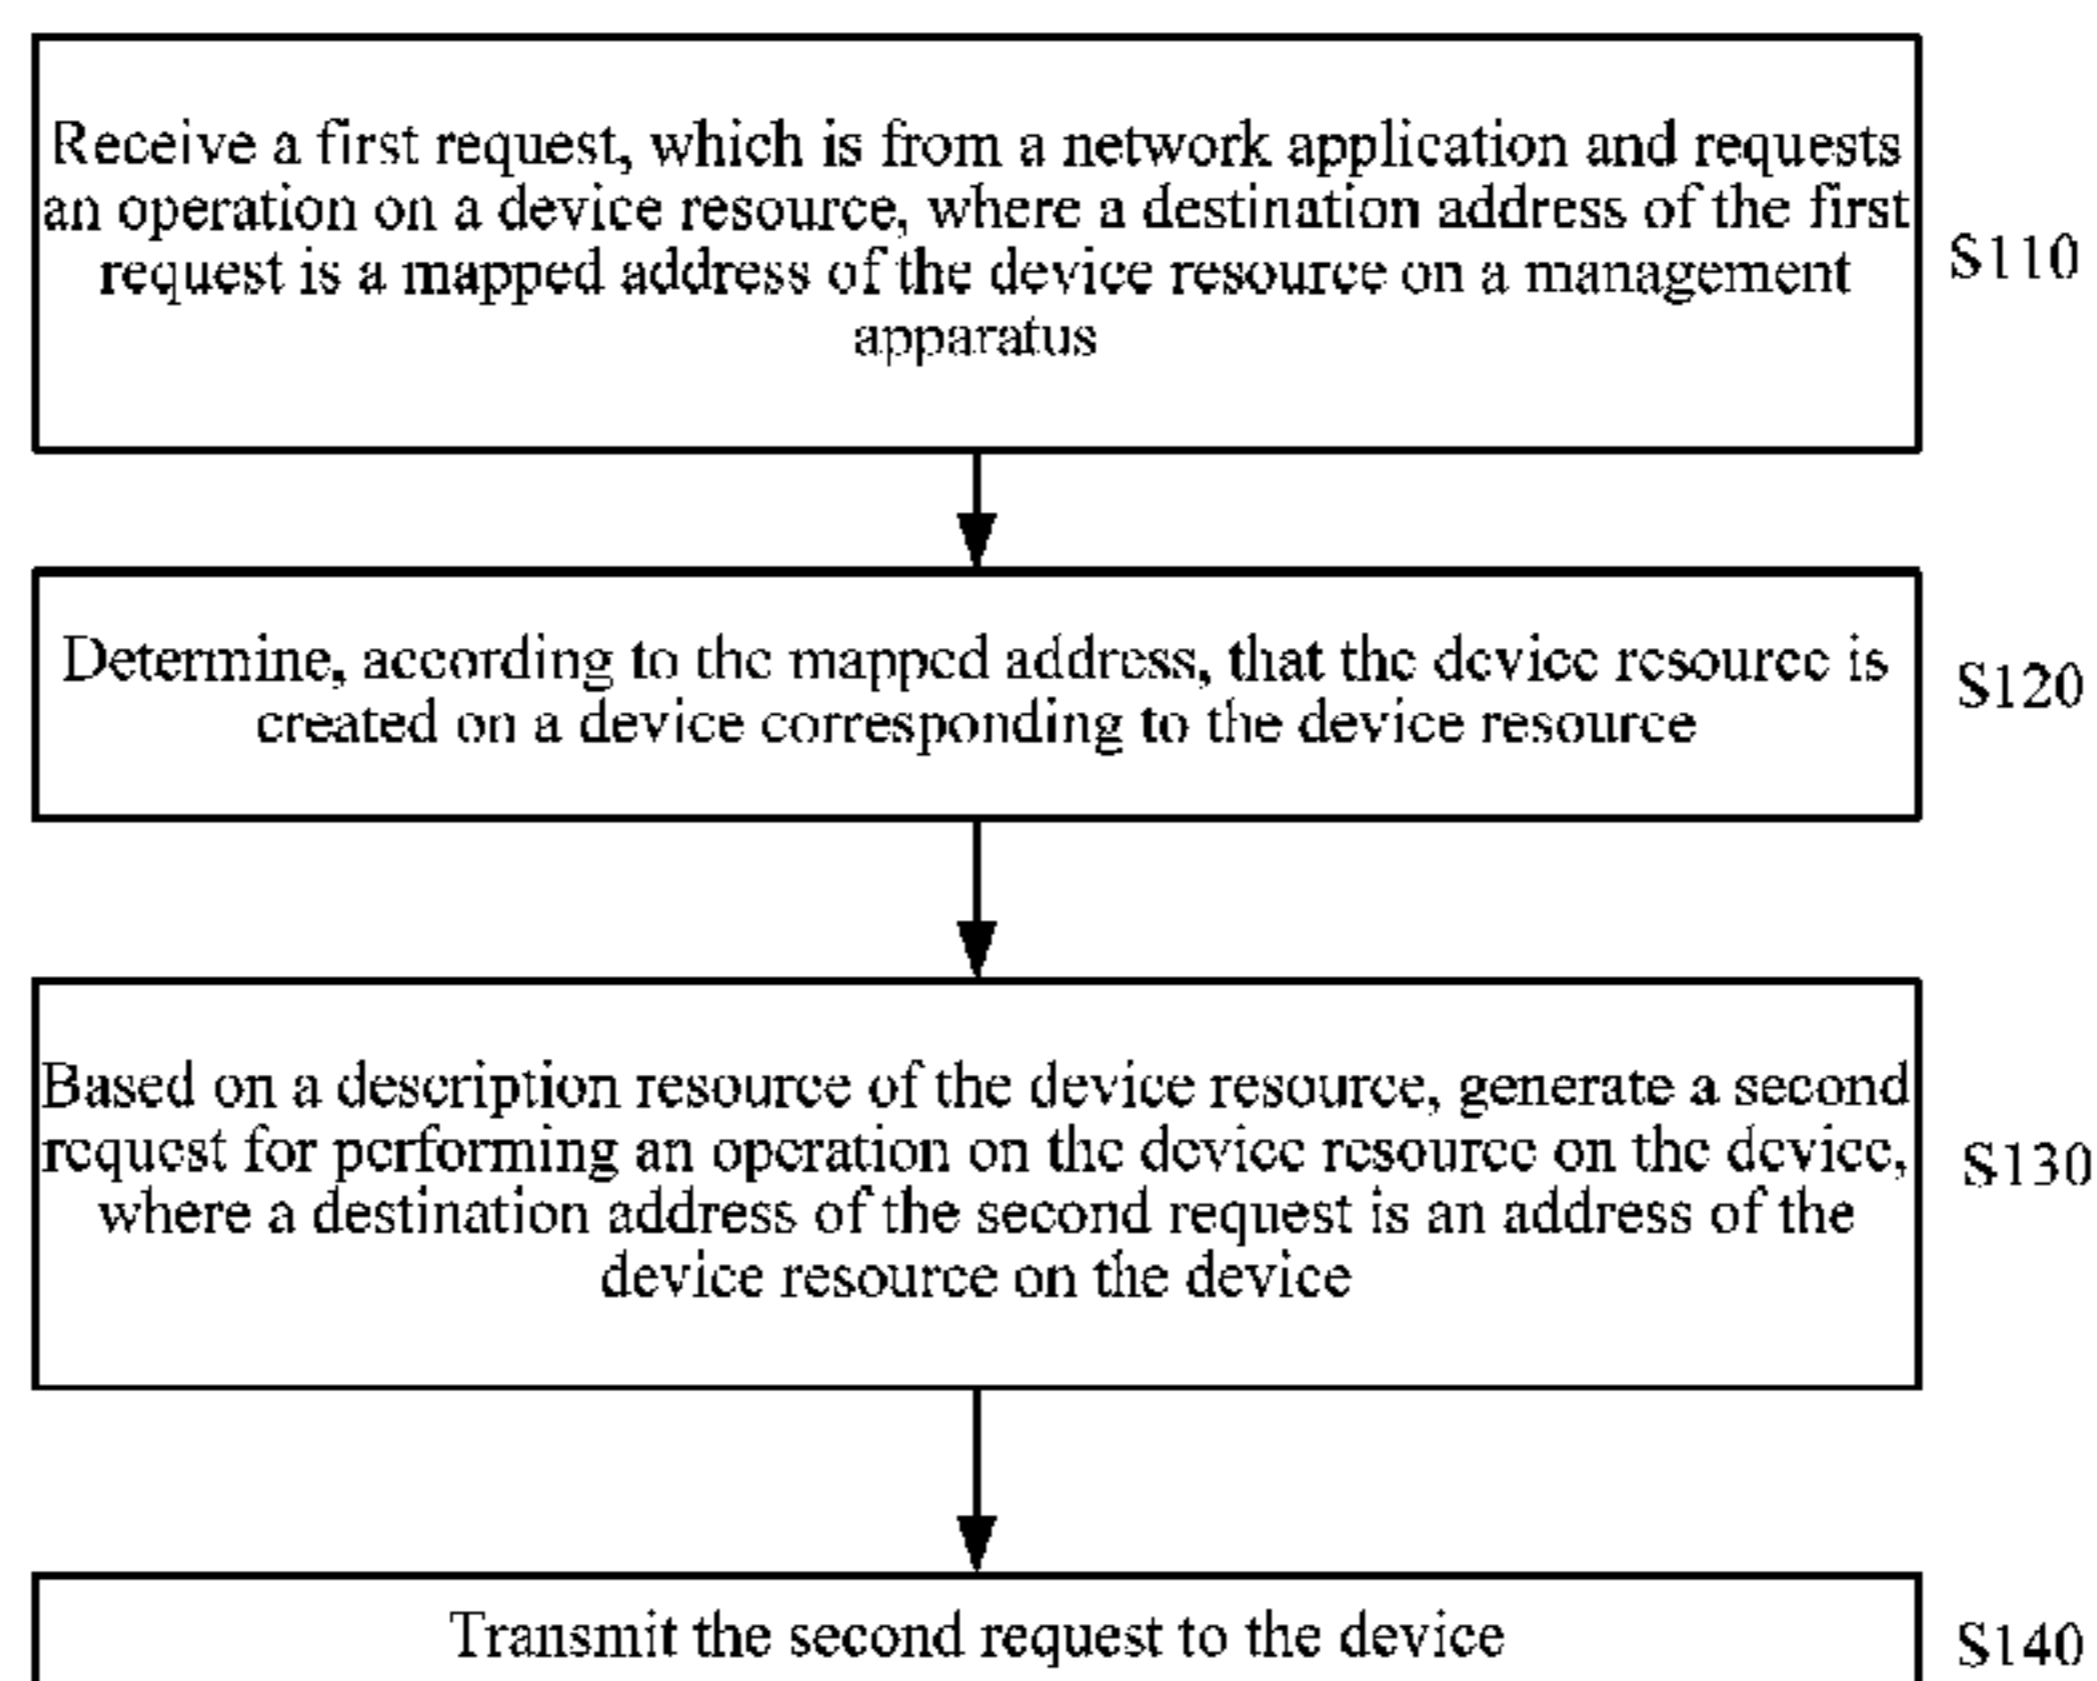 Receive a first request, which is from a network application and requests
an operation on a device resource, where a destination address of the first
request is a mapped address of the device resource on a management
apparatus
S110
Determine, according to the mapped address, that the device resource is
created on a device corresponding to the device resource
S120
Based on a description resource of the device resource, generate a second
request for performing an operation on the device resource on the device,
where a destination address of the second request is an address of the
device resource on the device
S130
Transmit the second request to the device
S140